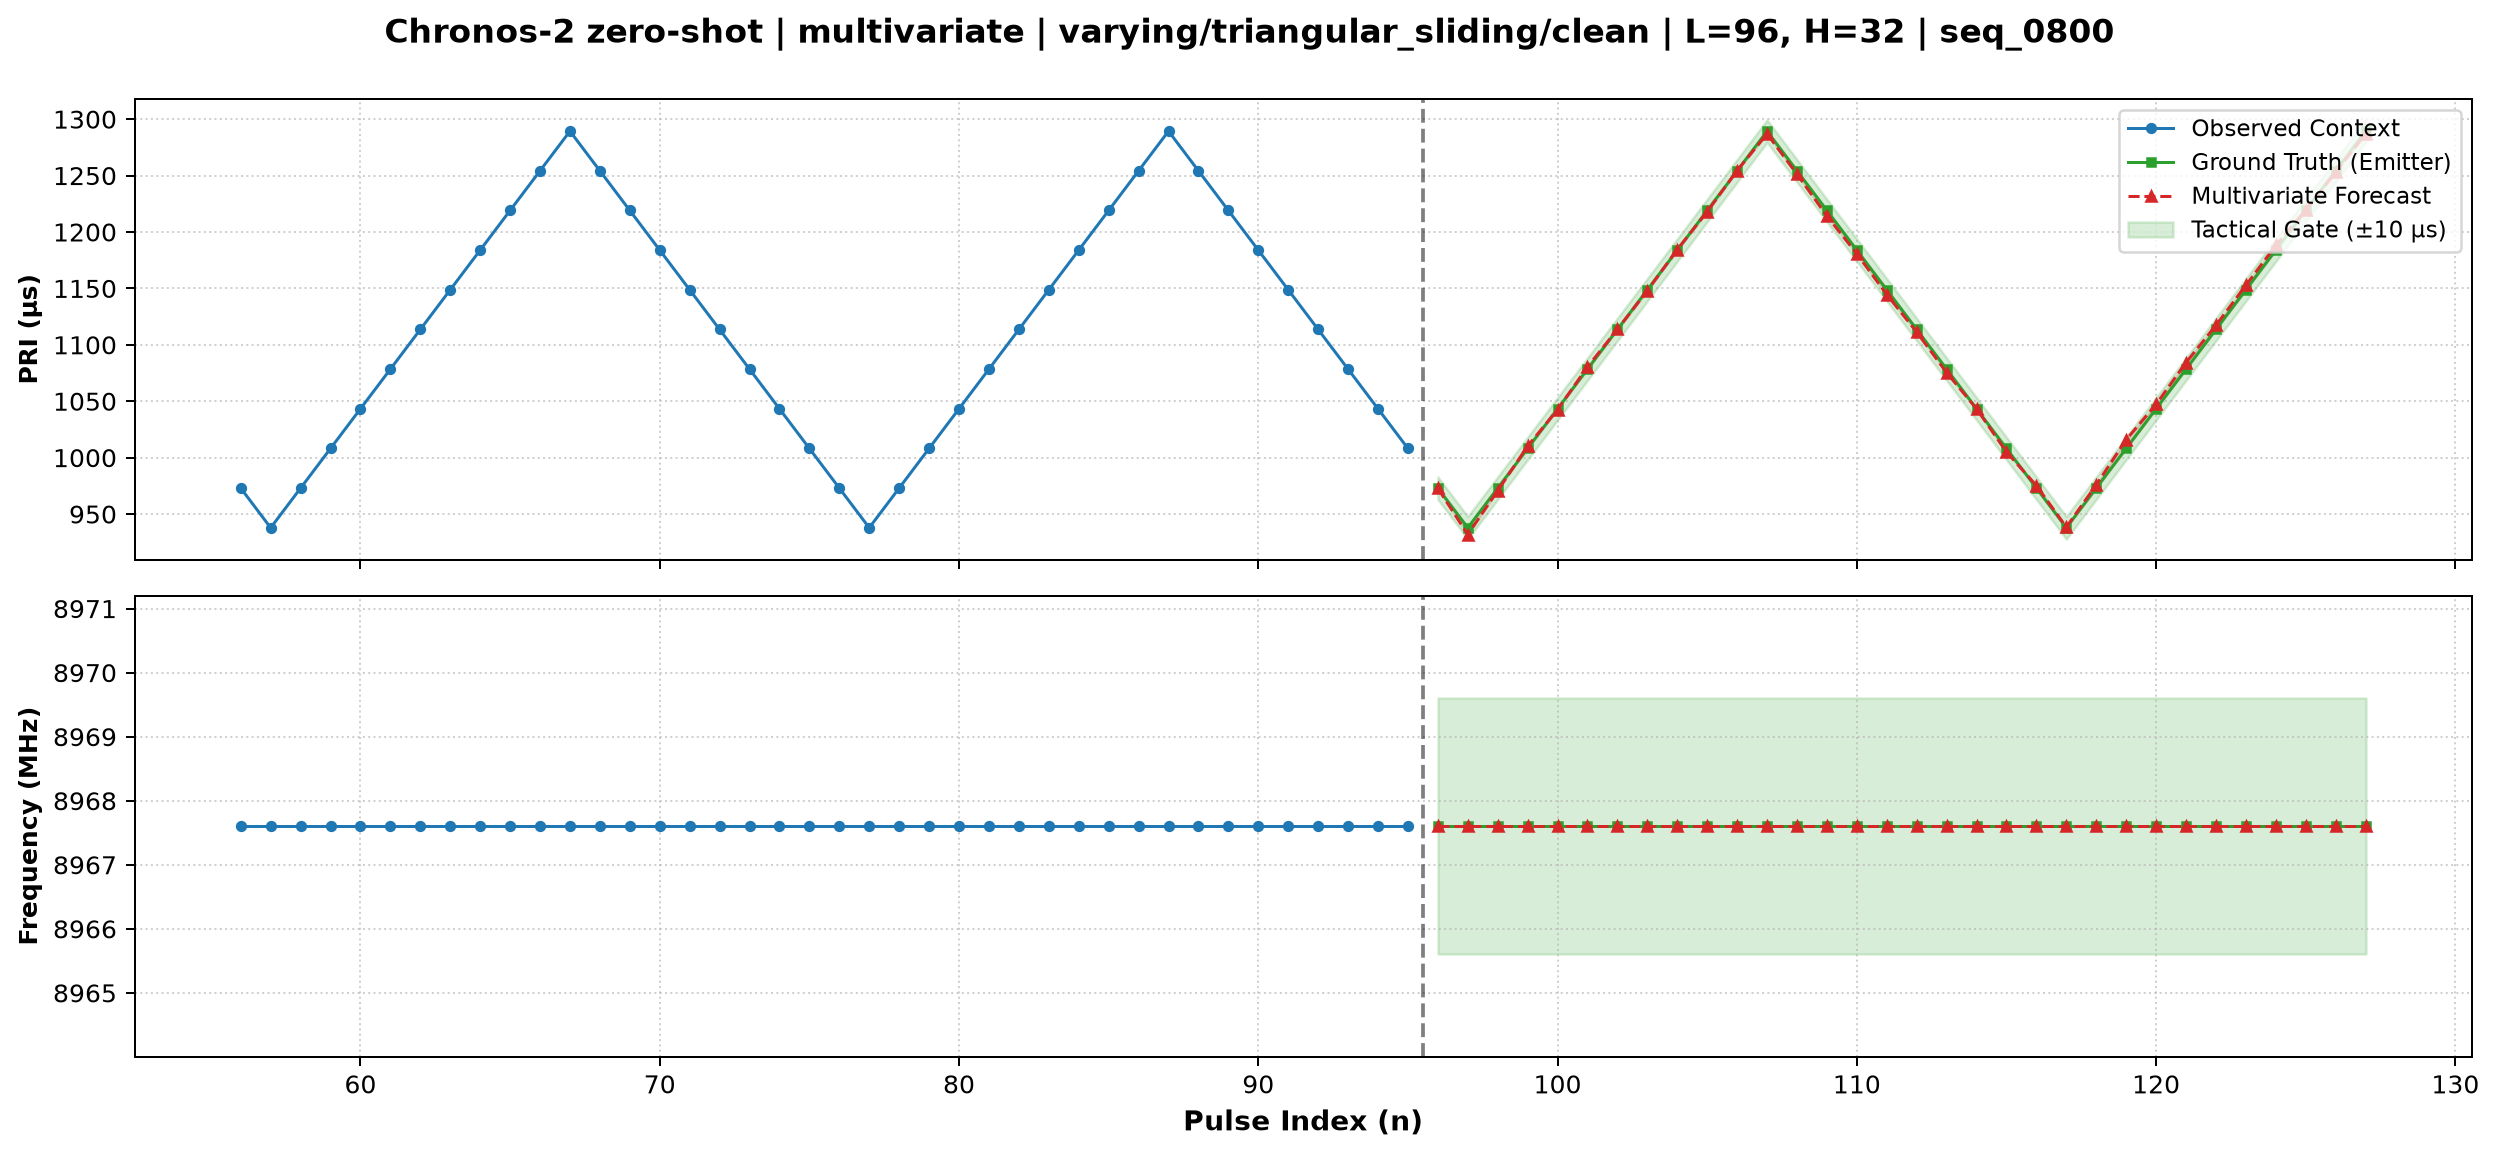 Chronos-2 zero-shot | multivariate | varying/triangular_sliding/clean | L=96, H=32 | seq_0800
1300
1250
1200
1150
1100
1050
1000
950
PRI (µs)
Observed Context
Ground Truth (Emitter)
Multivariate Forecast
Tactical Gate (±10 µs)
8971
8970
8969
8968
8967
8966
8965
Frequency (MHz)
60 70 80 90 100 110 120 130
Pulse Index (n)